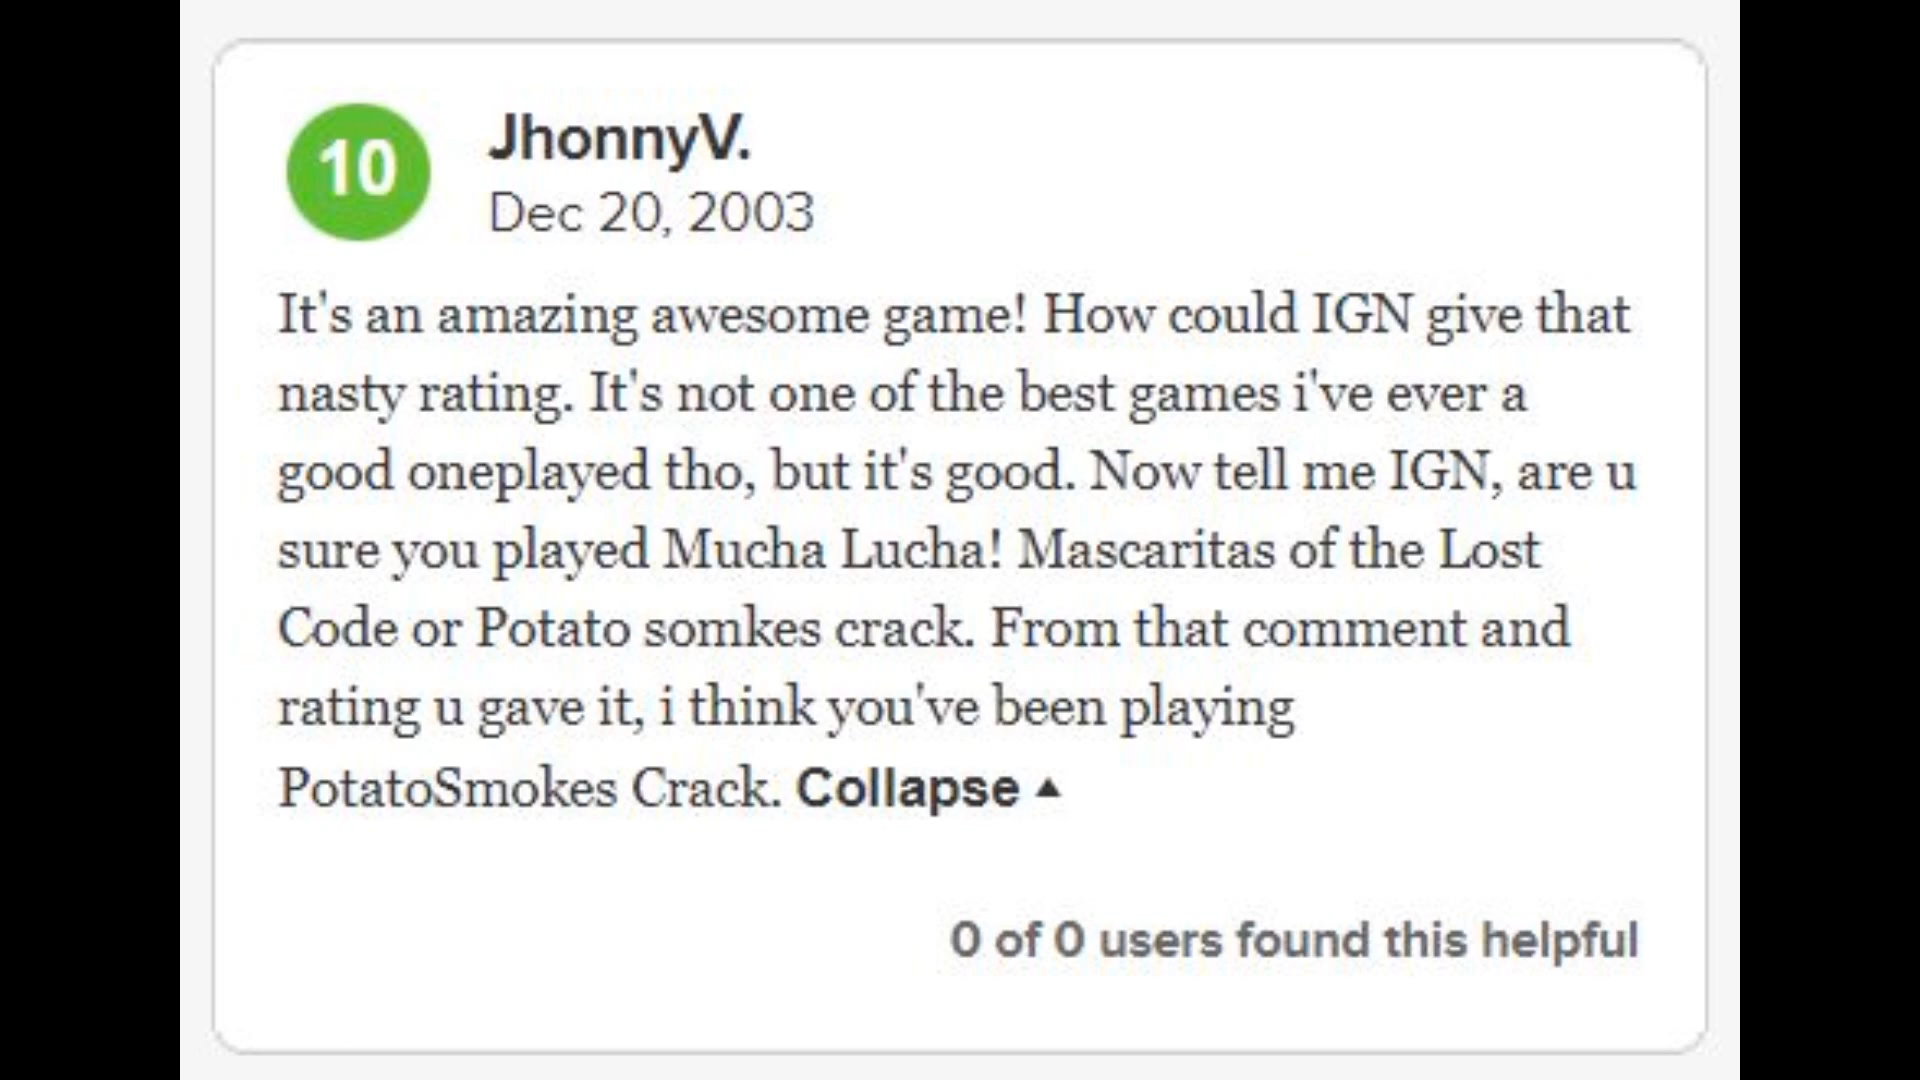 10
JhonnyV.
Dec 20, 2003
It's an amazing awesome game! How could IGN give that
nasty rating. It's not one of the best games i've ever a
good oneplayed tho, but it's good. Now tell me IGN, are u
sure you played Mucha Lucha! Mascaritas of the Lost
Code or Potato somkes crack. From that comment and
rating u gave it, i think you've been playing
PotatoSmokes Crack. Collapse ▲
0 of 0 users found this helpful